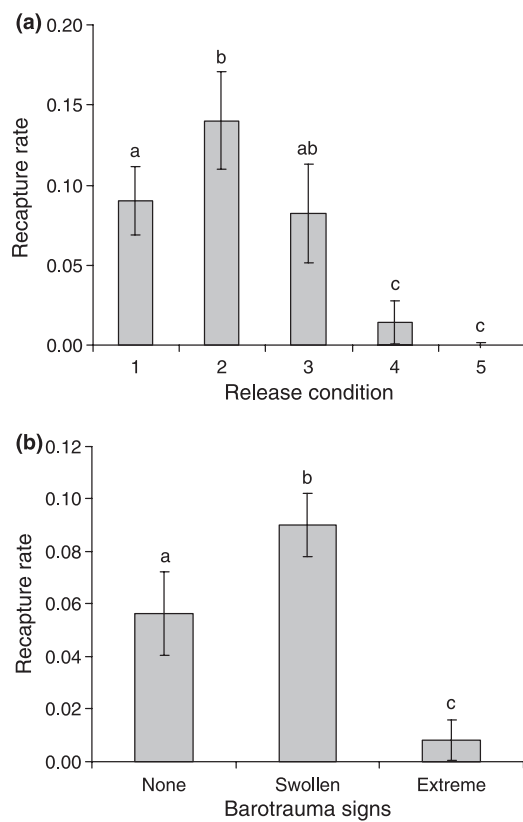 (a)
0.20
0.15
0.10
0.05
0.00
Recapture rate
a
b
ab
c
c
1 2 3 4 5
Release condition
(b)
0.12
0.10
0.08
0.06
0.04
0.02
0.00
Recapture rate
a
b
c
None Swollen Extreme
Barotrauma signs